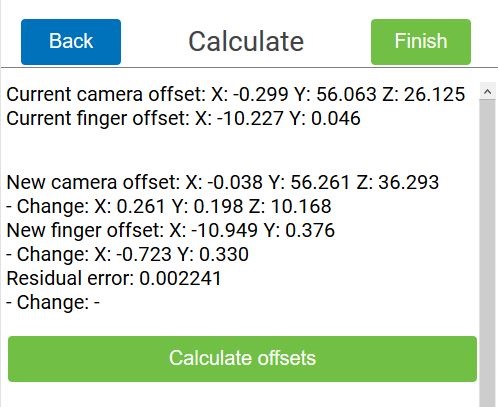 Back
Calculate
Finish
Current camera offset: X: -0.299 Y: 56.063 Z: 26.125
Current finger offset: X: -10.227 Y: 0.046
New camera offset: X: -0.038 Y: 56.261 Z: 36.293
- Change: X: 0.261 Y: 0.198 Z: 10.168
New finger offset: X: -10.949 Y: 0.376
- Change: X: -0.723 Y: 0.330
Residual error: 0.002241
- Change: -
Calculate offsets